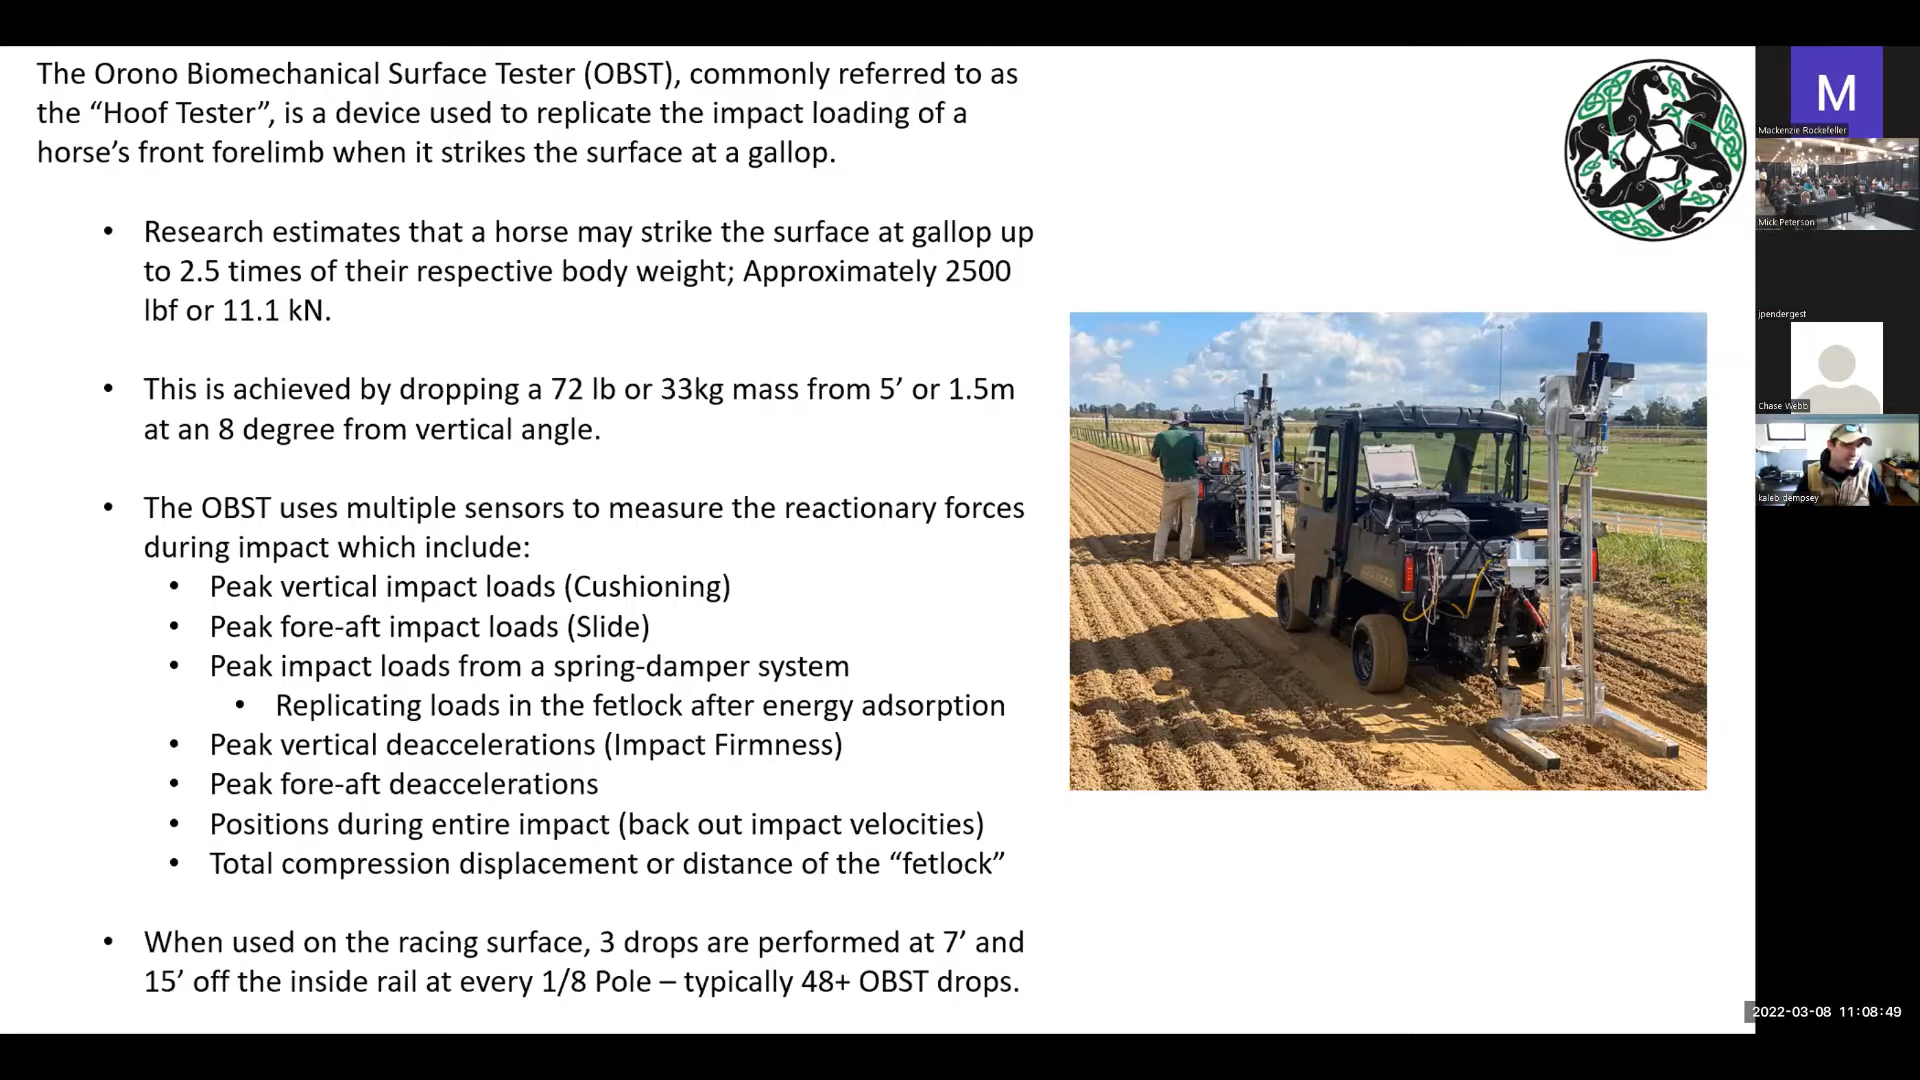 The Orono Biomechanical Surface Tester (OBST), commonly referred to as
the “Hoof Tester”, is a device used to replicate the impact loading of a
horse’s front forelimb when it strikes the surface at a gallop.
• Research estimates that a horse may strike the surface at gallop up
to 2.5 times of their respective body weight; Approximately 2500
lbf or 11.1 kN.
• This is achieved by dropping a 72 lb or 33kg mass from 5’ or 1.5m
at an 8 degree from vertical angle.
• The OBST uses multiple sensors to measure the reactionary forces
during impact which include:
• Peak vertical impact loads (Cushioning)
• Peak fore-aft impact loads (Slide)
• Peak impact loads from a spring-damper system
• Replicating loads in the fetlock after energy adsorption
• Peak vertical deaccelerations (Impact Firmness)
• Peak fore-aft deaccelerations
• Positions during entire impact (back out impact velocities)
• Total compression displacement or distance of the “fetlock”
• When used on the racing surface, 3 drops are performed at 7’ and
15’ off the inside rail at every 1/8 Pole – typically 48+ OBST drops.
M
Mackenzie Rockefeller
Mick Peterson
jpendergest
Chase Webb
kaleb dempsey
2022-03-08 11:08:49